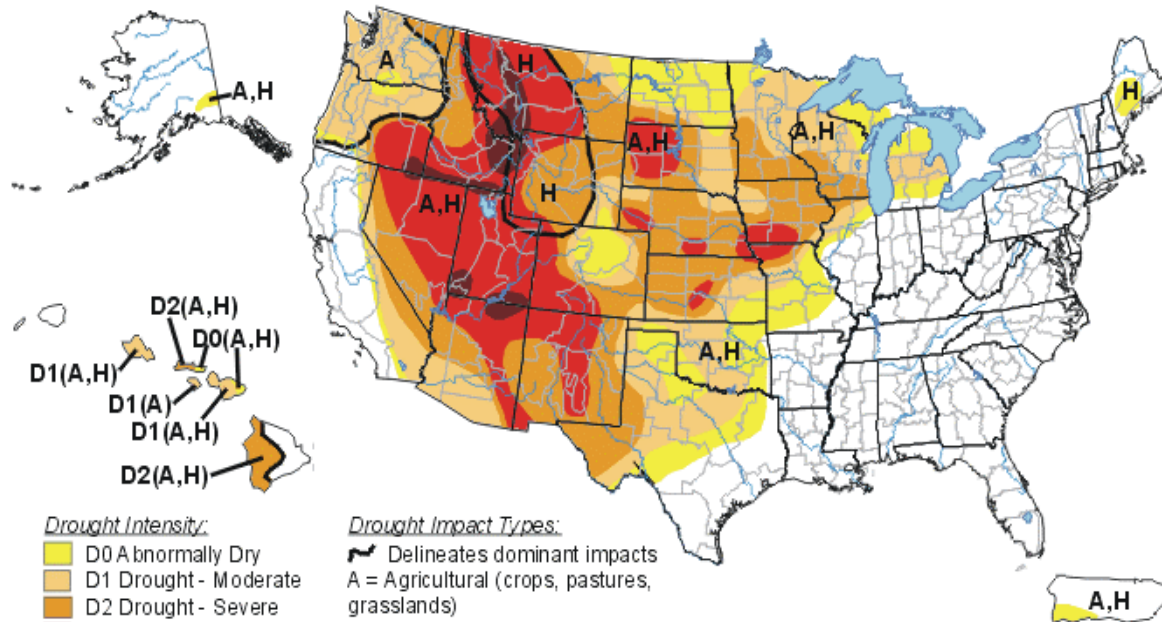 A,H
H
A
H
A,H
A,H
H
A,H
A,H
D2(A,H)
D0(A,H)
D1(A,H)
D1(A)
D1(A,H)
D2(A,H)
Drought Intensity:
D0 Abnormally Dry
D1 Drought - Moderate
D2 Drought - Severe
Drought Impact Types:
Delineates dominant impacts
A = Agricultural (crops, pastures,
grasslands)
A,H